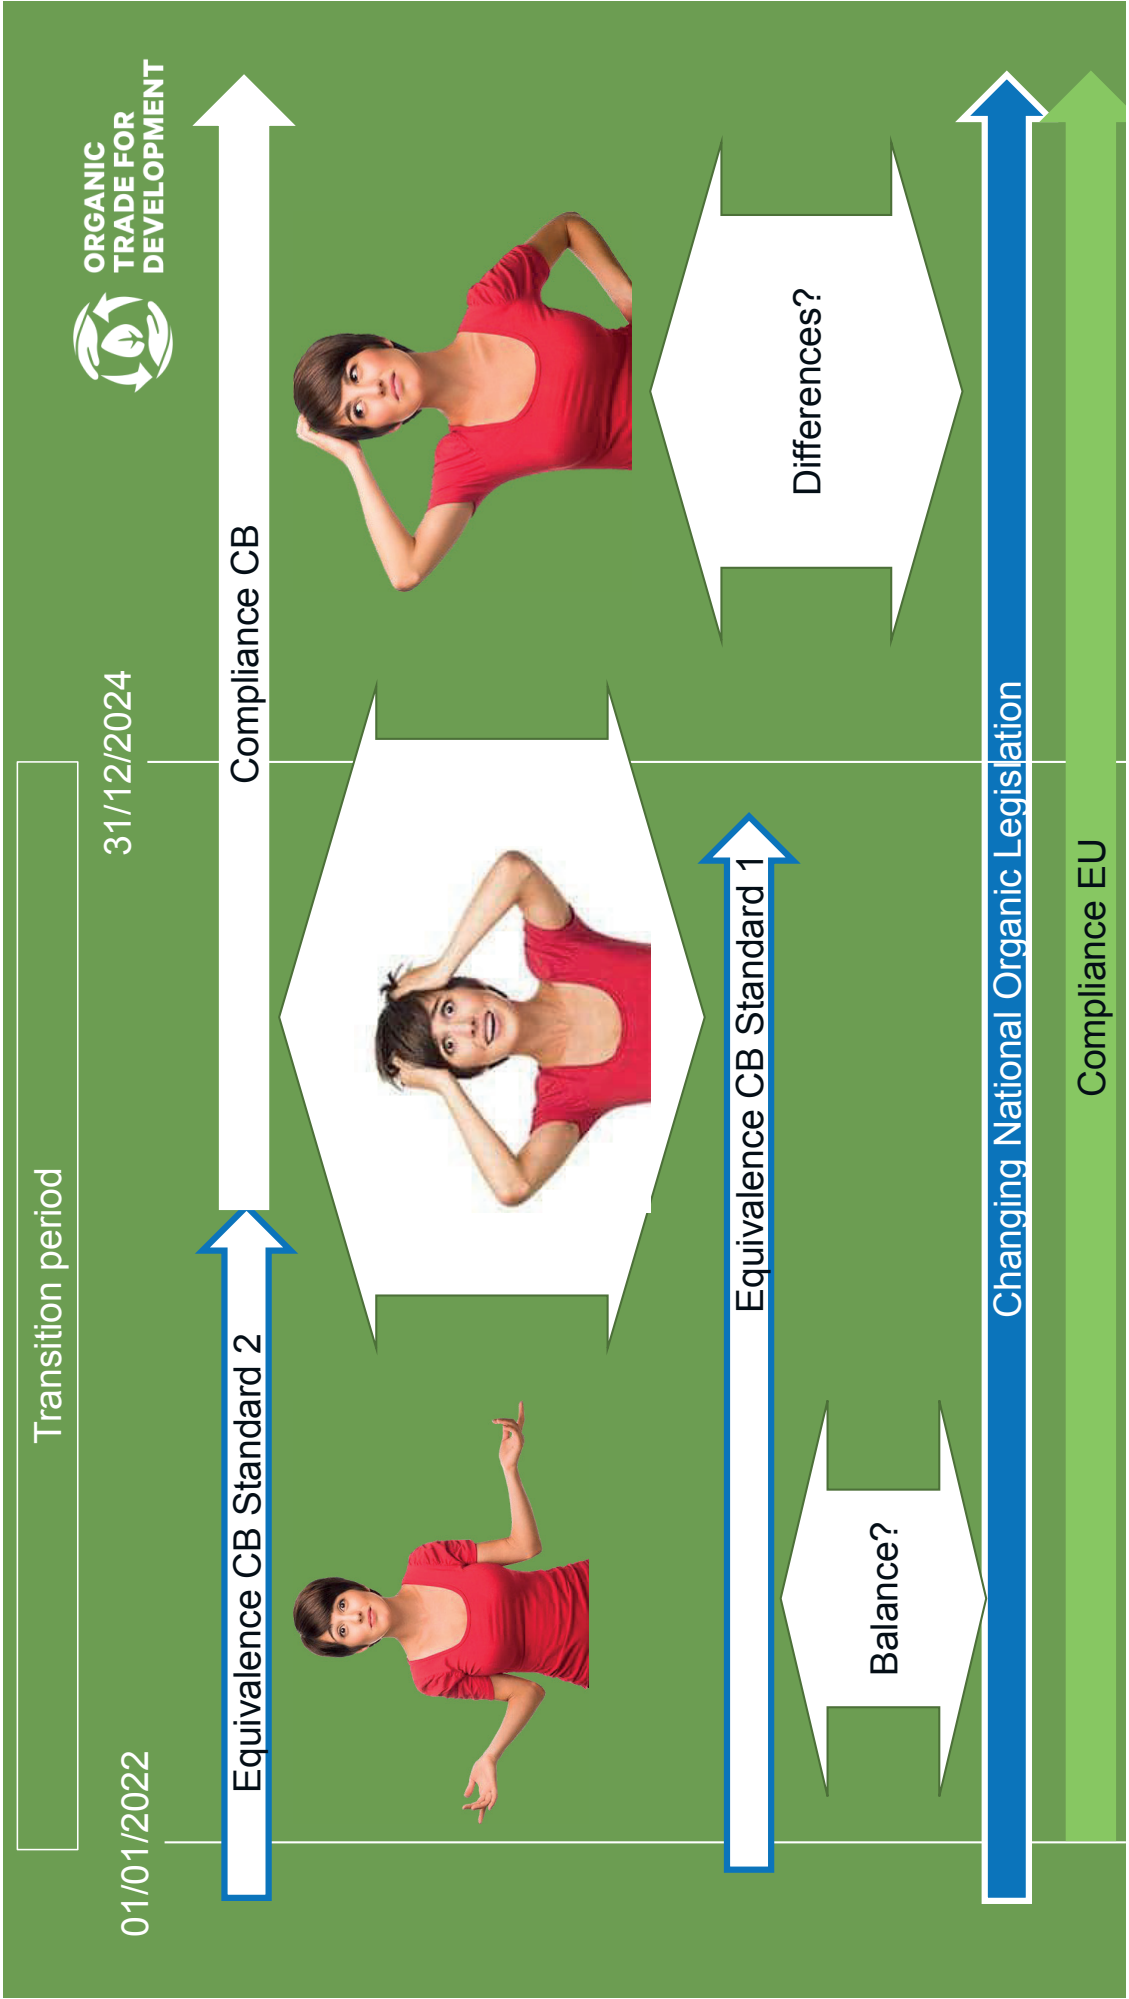 Transition period
ORGANIC
TRADE FOR
DEVELOPMENT
01/01/2022
31/12/2024
Equivalence CB Standard 2
Compliance CB
Equivalence CB Standard 1
Balance?
Differences?
Changing National Organic Legislation
Compliance EU